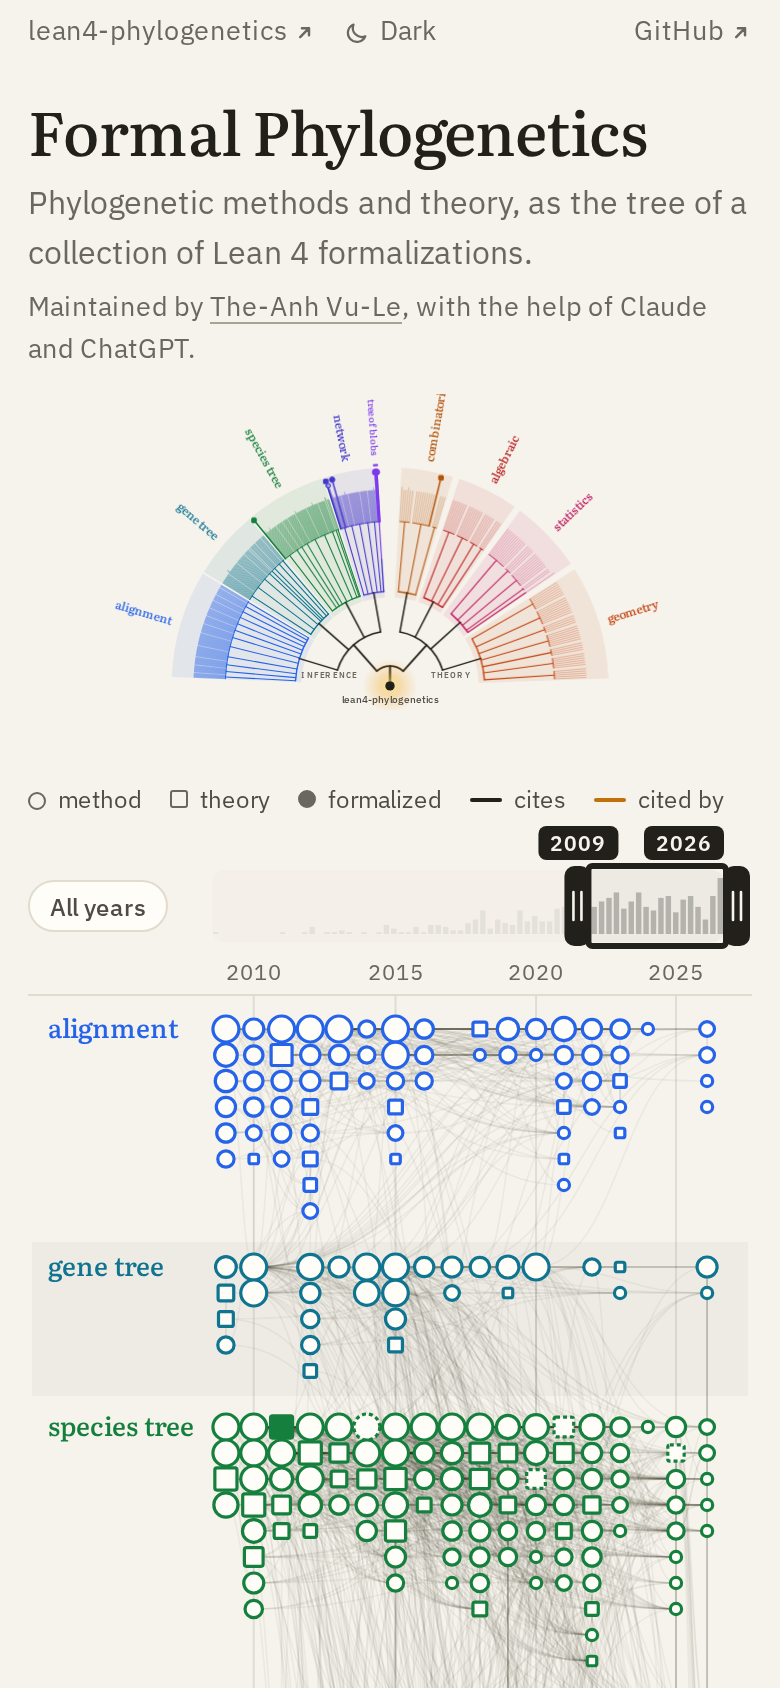 lean4-phylogenetics ↗ Dark GitHub ↗
Formal Phylogenetics
Phylogenetic methods and theory, as the tree of a
collection of Lean 4 formalizations.
Maintained by The-Anh Vu-Le, with the help of Claude
and ChatGPT.
alignment
gene tree
species tree
network
tree of blobs
combinatori
algebraic
statistics
geometry
INFERENCE
THEORY
lean4-phylogenetics
method theory formalized cites cited by
2009 2026
All years
2010 2015 2020 2025
alignment
gene tree
species tree